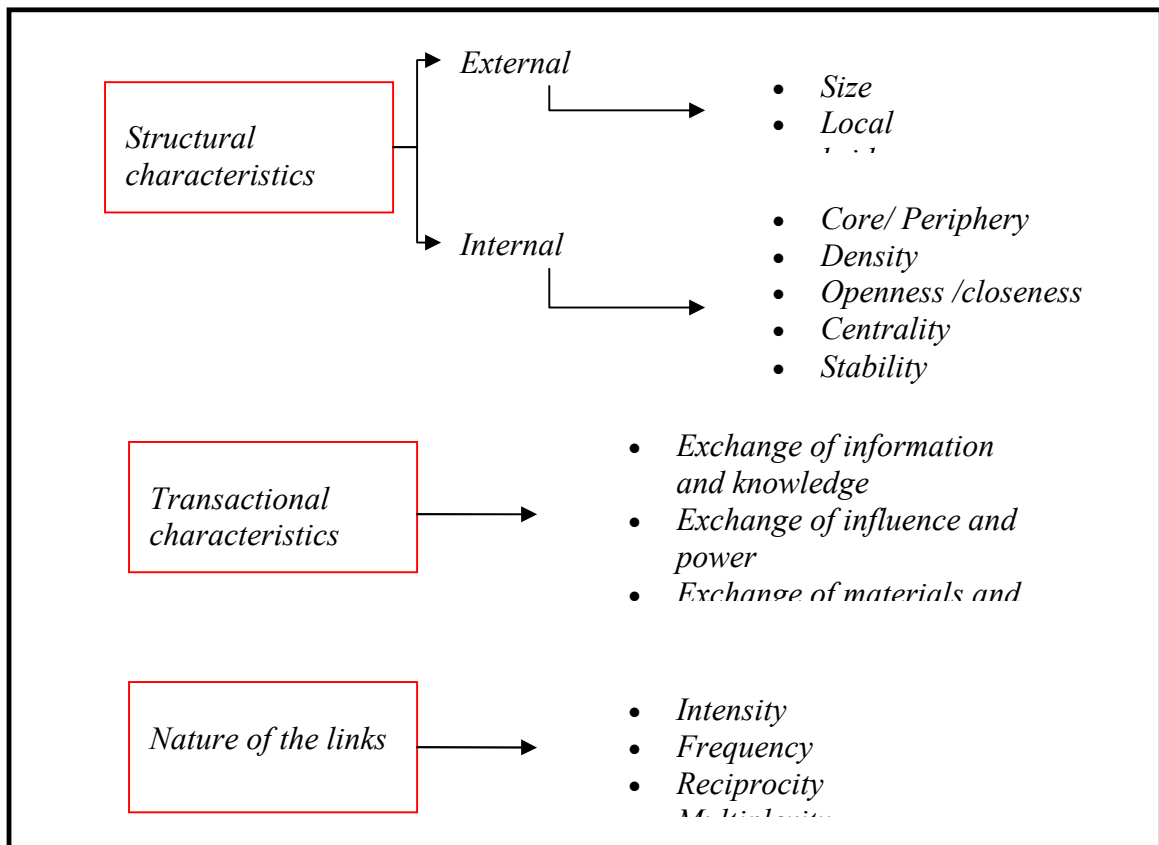 Structural
characteristics
External
• Size
• Local
Internal
• Core/ Periphery
• Density
• Openness /closeness
• Centrality
• Stability
Transactional
characteristics
• Exchange of information
and knowledge
• Exchange of influence and
power
• Exchange of materials and
Nature of the links
• Intensity
• Frequency
• Reciprocity